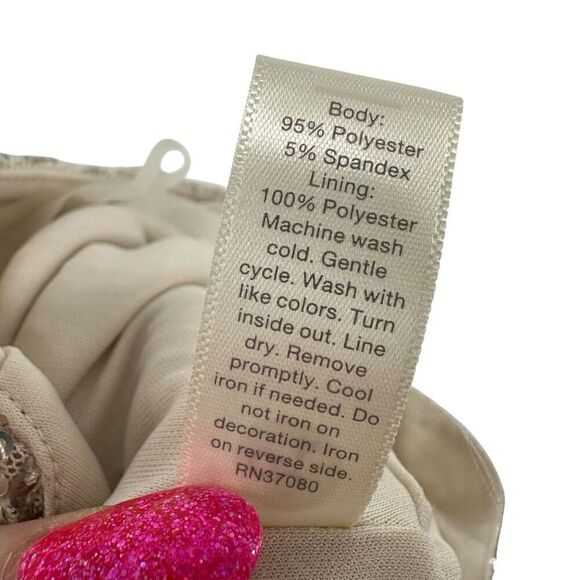 Body:
95% Polyester
5% Spandex
Lining:
100% Polyester
Machine wash
cold. Gentle
cycle. Wash with
like colors. Turn
inside out. Line
dry. Remove
promptly. Cool
iron if needed. Do
not iron on
decoration. Iron
on reverse side.
RN37080